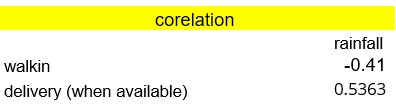 corelation
rainfall
walkin -0.41
delivery (when available) 0.5363